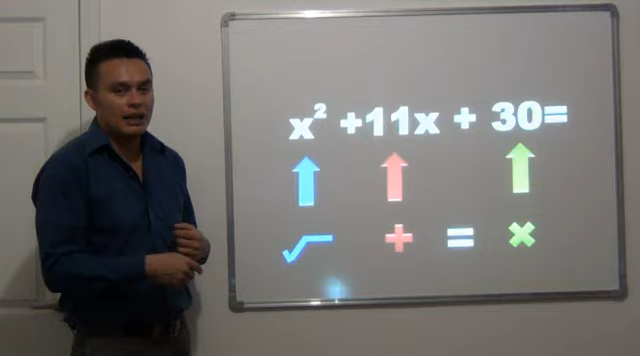 x² +11x + 30=
√ + = ×